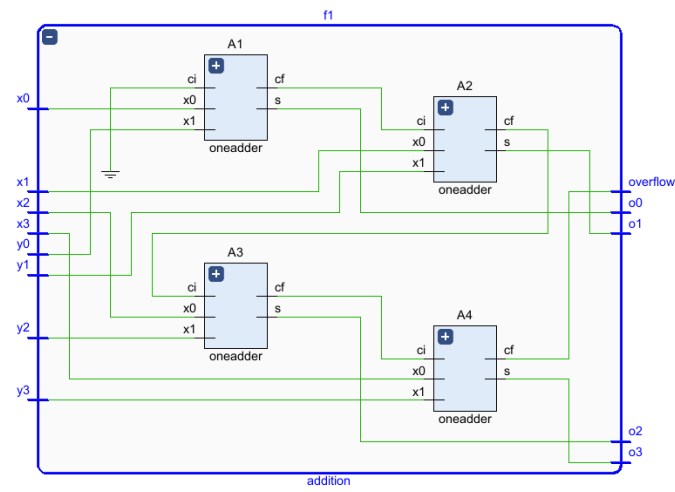 f1
A1
ci
cf
x0
s
x1
oneadder
A2
ci
cf
x0
s
x1
oneadder
x0
x1
x2
x3
y0
y1
y2
y3
overflow
o0
o1
A3
ci
cf
x0
s
x1
oneadder
A4
ci
cf
x0
s
x1
oneadder
o2
o3
addition